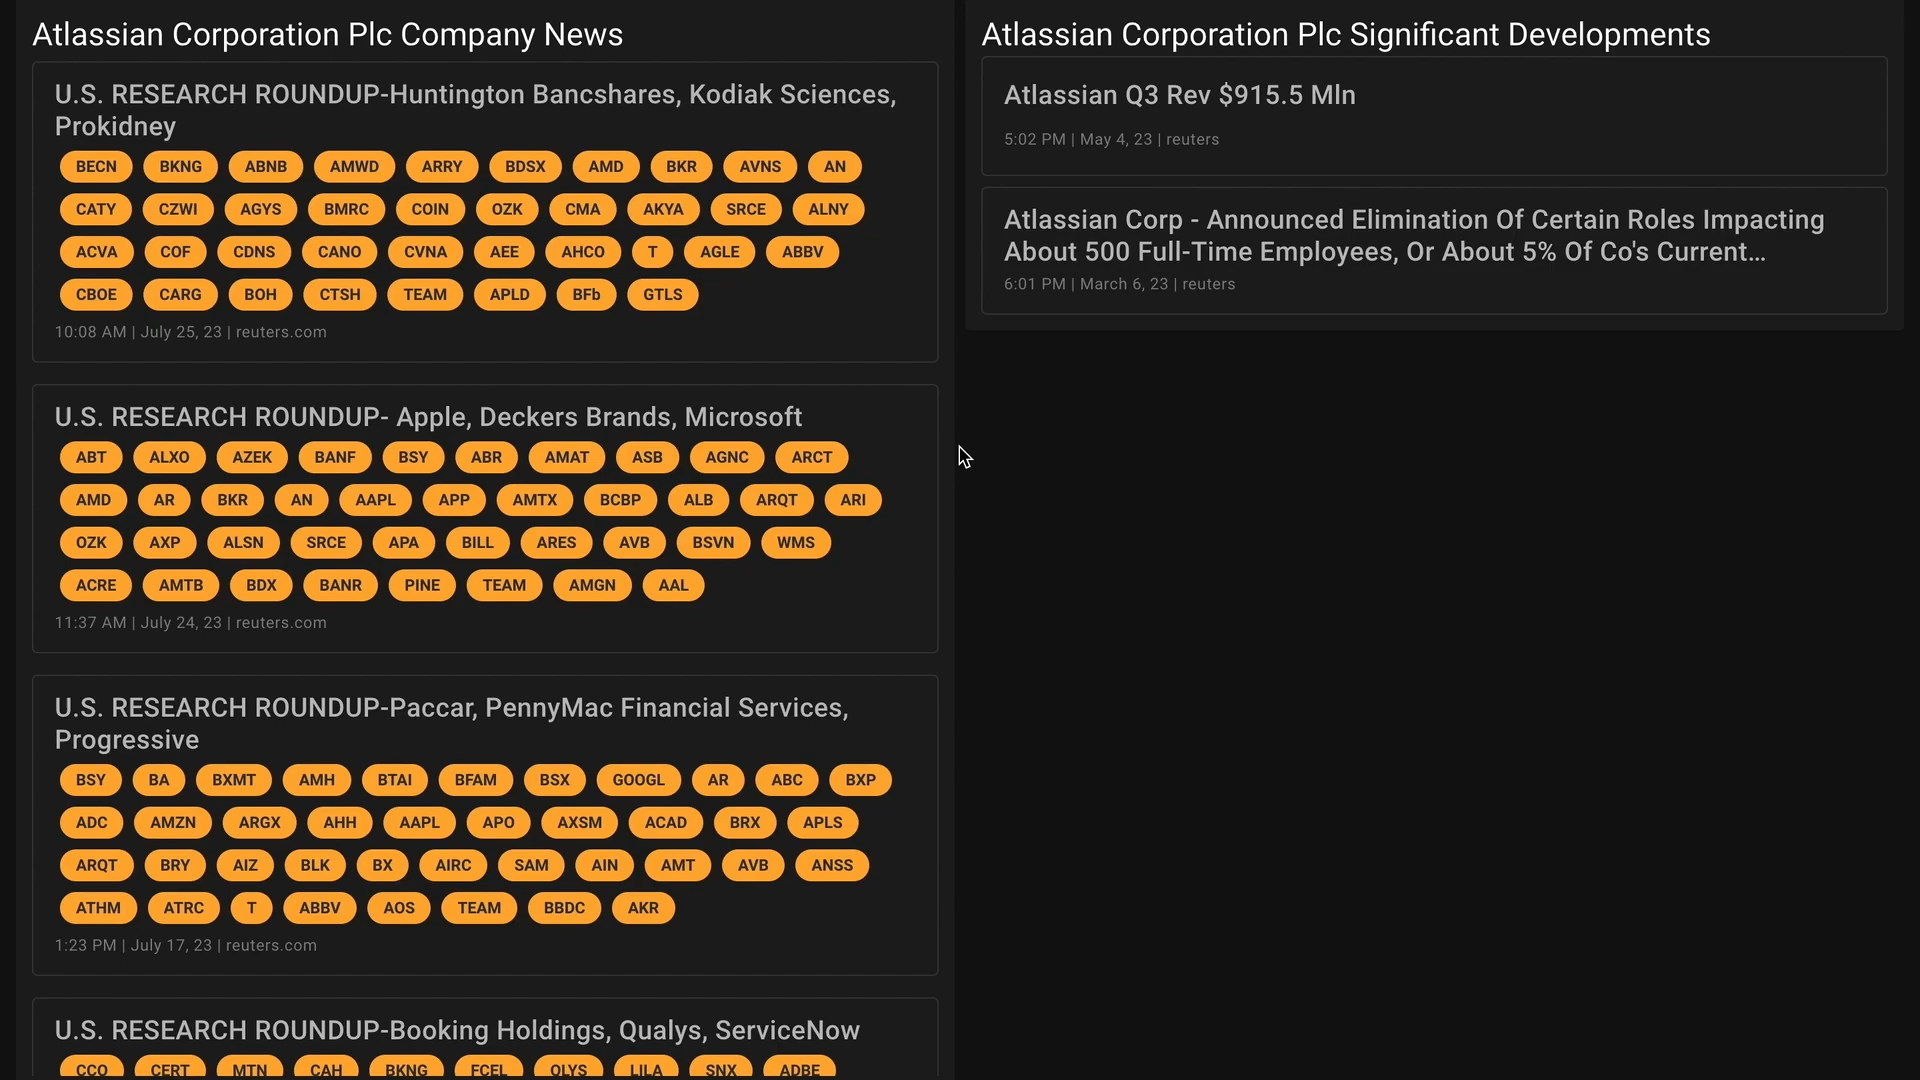 Atlassian Corporation Plc Company News
U.S. RESEARCH ROUNDUP-Huntington Bancshares, Kodiak Sciences,
Prokidney
BECN BKNG ABNB AMWD ARRY BDSX AMD BKR AVNS AN
CATY CZWI AGYS BMRC COIN OZK CMA AKYA SRCE ALNY
ACVA COF CDNS CANO CVNA AEE AHCO T AGLE ABBV
CBOE CARG BOH CTSH TEAM APLD BFb GTLS
10:08 AM | July 25, 23 | reuters.com
U.S. RESEARCH ROUNDUP- Apple, Deckers Brands, Microsoft
ABT ALXO AZEK BANF BSY ABR AMAT ASB AGNC ARCT
AMD AR BKR AN AAPL APP AMTX BCBP ALB ARQT ARI
OZK AXP ALSN SRCE APA BILL ARES AVB BSVN WMS
ACRE AMTB BDX BANR PINE TEAM AMGN AAL
11:37 AM | July 24, 23 | reuters.com
U.S. RESEARCH ROUNDUP-Paccar, PennyMac Financial Services,
Progressive
BSY BA BXMT AMH BTAI BFAM BSX GOOGL AR ABC BXP
ADC AMZN ARGX AHH AAPL APO AXSM ACAD BRX APLS
ARQT BRY AIZ BLK BX AIRC SAM AIN AMT AVB ANSS
ATHM ATRC T ABBV AOS TEAM BBDC AKR
1:23 PM | July 17, 23 | reuters.com
U.S. RESEARCH ROUNDUP-Booking Holdings, Qualys, ServiceNow
CCO CERT MTN CAH BKNG FCEL QLYS LILA SNX ADBE
Atlassian Corporation Plc Significant Developments
Atlassian Q3 Rev $915.5 Mln
5:02 PM | May 4, 23 | reuters
Atlassian Corp - Announced Elimination Of Certain Roles Impacting
About 500 Full-Time Employees, Or About 5% Of Co's Current...
6:01 PM | March 6, 23 | reuters